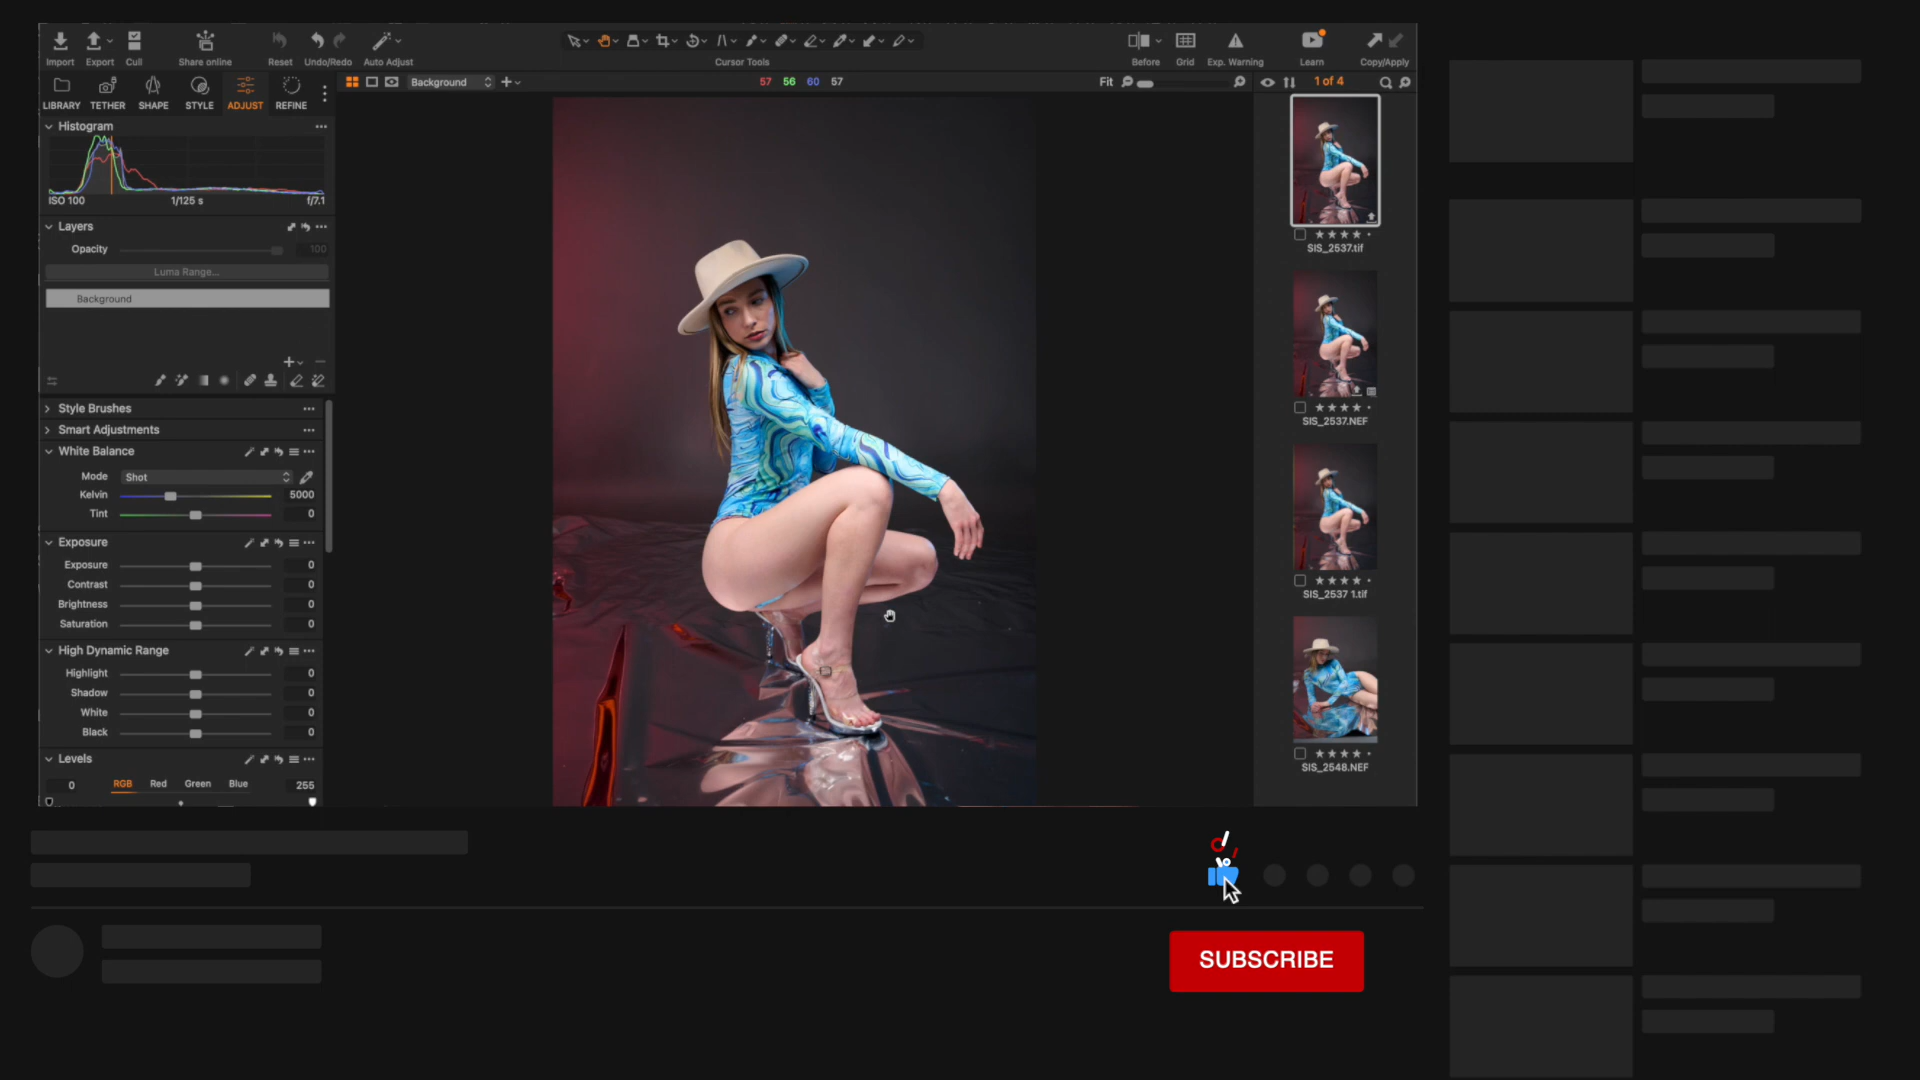 Import Export Cull Share online Reset Undo/Redo Auto Adjust Cursor Tools Before Grid Exp. Warning Learn Copy/Apply
Background 57 56 60 57 Fit 1 of 4
LIBRARY TETHER SHAPE STYLE ADJUST REFINE
Histogram
ISO 100 1/125 s f/7.1
Layers
Opacity 100
Luma Range...
Background
Style Brushes
Smart Adjustments
White Balance
Mode Shot
Kelvin 5000
Tint 0
Exposure
Exposure 0
Contrast 0
Brightness 0
Saturation 0
High Dynamic Range
Highlight 0
Shadow 0
White 0
Black 0
Levels
0 RGB Red Green Blue 255
SIS_2537.tif
SIS_2537.NEF
SIS_2537 1.tif
SIS_2548.NEF
SUBSCRIBE